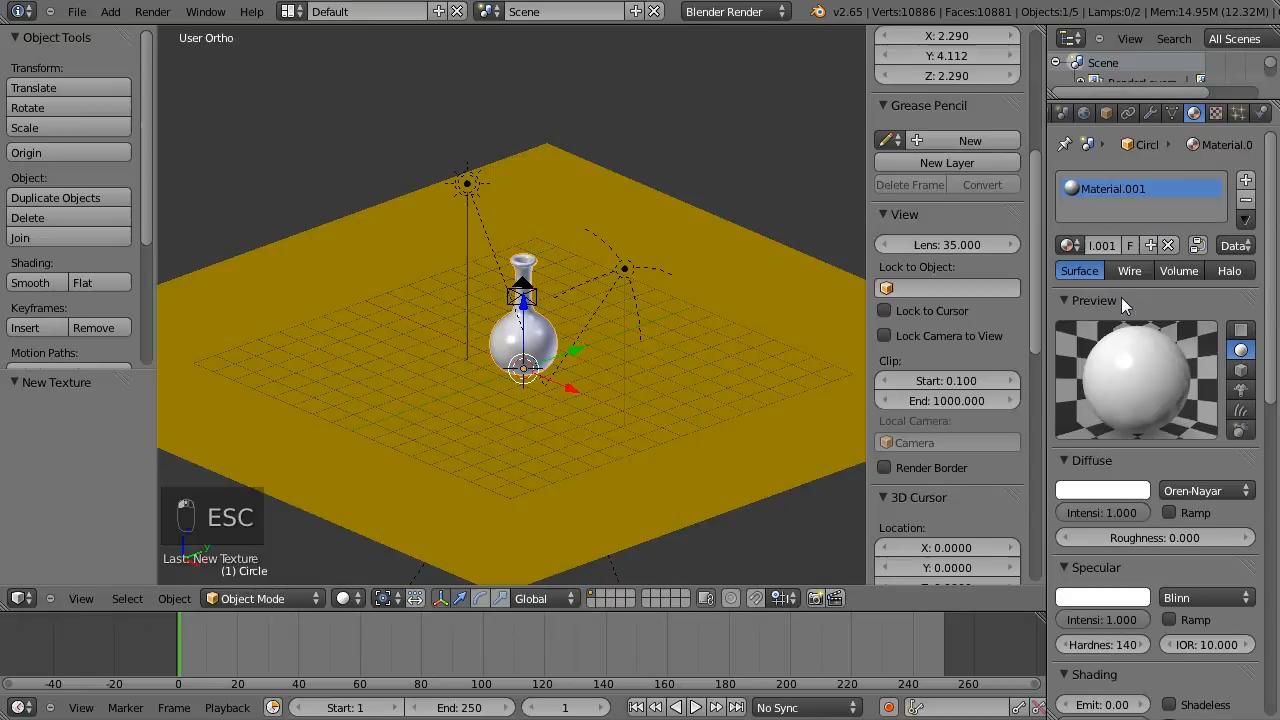 File Add Render Window Help Default Scene Blender Render v2.65 | Verts:10886 | Faces:10881 | Objects:1/5 | Lamps:0/2 | Mem:14.95M (12.32M) |
Object Tools
Transform:
Translate
Rotate
Scale
Origin
Object:
Duplicate Objects
Delete
Join
Shading:
Smooth Flat
Keyframes:
Insert Remove
Motion Paths:
New Texture
User Ortho
ESC
Last: New Texture
(1) Circle
X: 2.290
Y: 4.112
Z: 2.290
Grease Pencil
New
New Layer
Delete Frame Convert
View
Lens: 35.000
Lock to Object:
Lock to Cursor
Lock Camera to View
Clip:
Start: 0.100
End: 1000.000
Local Camera:
Camera
Render Border
3D Cursor
Location:
X: 0.0000
Y: 0.0000
View Search All Scenes
Scene
Circl Material.0
Material.001
I.001 F Data
Surface Wire Volume Halo
Preview
Diffuse
Oren-Nayar
Intensi: 1.000 Ramp
Roughness: 0.000
Specular
Blinn
Intensi: 1.000 Ramp
Hardnes: 140 IOR: 10.000
Shading
Emit: 0.00 Shadeless
View Select Object Object Mode Global
-40 -20 0 20 40 60 80 100 120 140 160 180 200 220 240 260
View Marker Frame Playback Start: 1 End: 250 1 No Sync